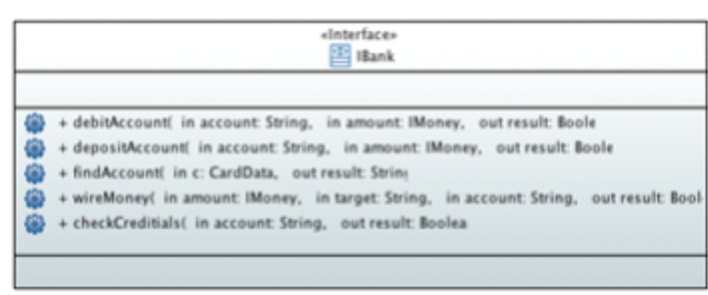 «Interface»
IBank
+ debitAccount( in account: String, in amount: IMoney, out result: Boole
+ depositAccount( in account: String, in amount: IMoney, out result: Boole
+ findAccount( in c: CardData, out result: String
+ wireMoney( in amount: IMoney, in target: String, in account: String, out result: Bool
+ checkCreditials( in account: String, out result: Boolea